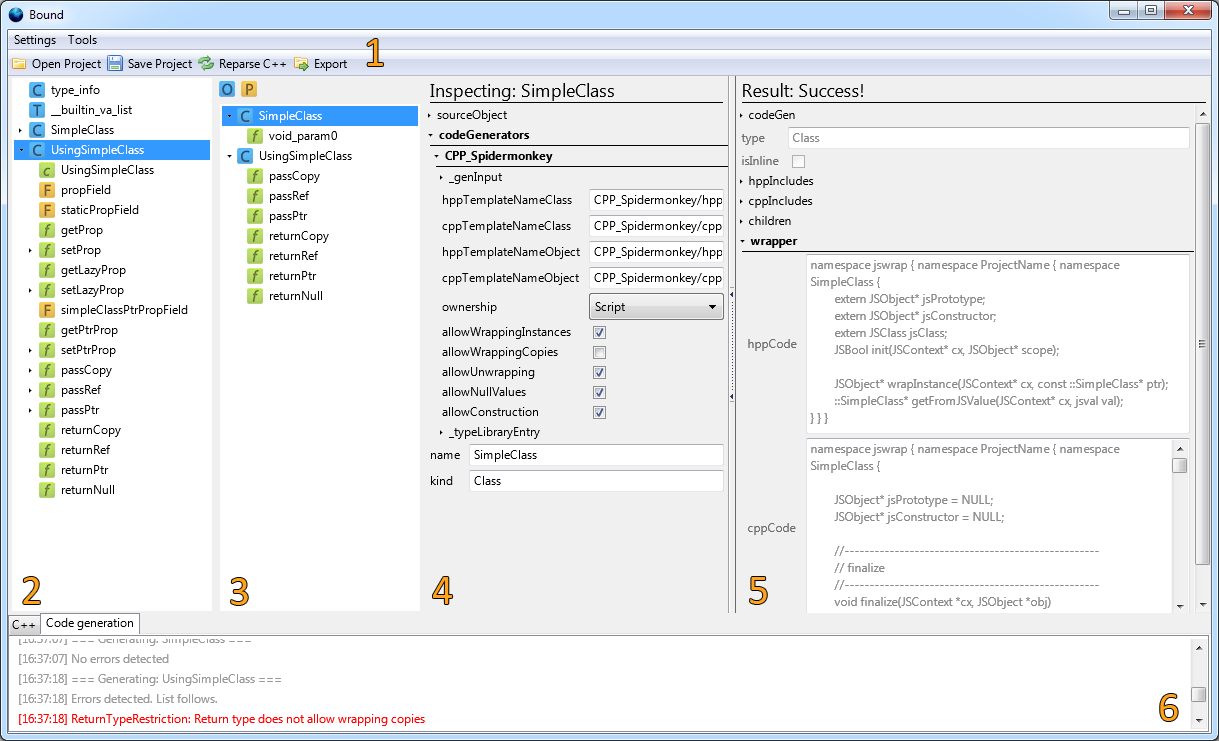 Bound
Settings Tools
Open Project Save Project Reparse C++ Export
1
type_info
__builtin_va_list
SimpleClass
UsingSimpleClass
UsingSimpleClass
propField
staticPropField
getProp
setProp
getLazyProp
setLazyProp
simpleClassPtrPropField
getPtrProp
setPtrProp
passCopy
passRef
passPtr
returnCopy
returnRef
returnPtr
returnNull
2
O P
SimpleClass
void_param0
UsingSimpleClass
passCopy
passRef
passPtr
returnCopy
returnRef
returnPtr
returnNull
3
Inspecting: SimpleClass
sourceObject
codeGenerators
CPP_Spidermonkey
_genInput
hppTemplateNameClass CPP_Spidermonkey/hpp
cppTemplateNameClass CPP_Spidermonkey/cpp
hppTemplateNameObject CPP_Spidermonkey/hpp
cppTemplateNameObject CPP_Spidermonkey/cpp
ownership Script
allowWrappingInstances
allowWrappingCopies
allowUnwrapping
allowNullValues
allowConstruction
_typeLibraryEntry
name SimpleClass
kind Class
4
Result: Success!
codeGen
type Class
isInline
hppIncludes
cppIncludes
children
wrapper
hppCode
namespace jswrap { namespace ProjectName { namespace
SimpleClass {
extern JSObject* jsPrototype;
extern JSObject* jsConstructor;
extern JSClass jsClass;
JSBool init(JSContext* cx, JSObject* scope);
JSObject* wrapInstance(JSContext* cx, const ::SimpleClass* ptr);
::SimpleClass* getFromJSValue(JSContext* cx, jsval val);
} } }
cppCode
namespace jswrap { namespace ProjectName { namespace
SimpleClass {
JSObject* jsPrototype = NULL;
JSObject* jsConstructor = NULL;
//----------------------------------------------------
// finalize
//----------------------------------------------------
void finalize(JSContext *cx, JSObject *obj)
5
C++ Code generation
[16:37:07] === Generating: SimpleClass ===
[16:37:07] No errors detected
[16:37:18] === Generating: UsingSimpleClass ===
[16:37:18] Errors detected. List follows.
[16:37:18] ReturnTypeRestriction: Return type does not allow wrapping copies
6